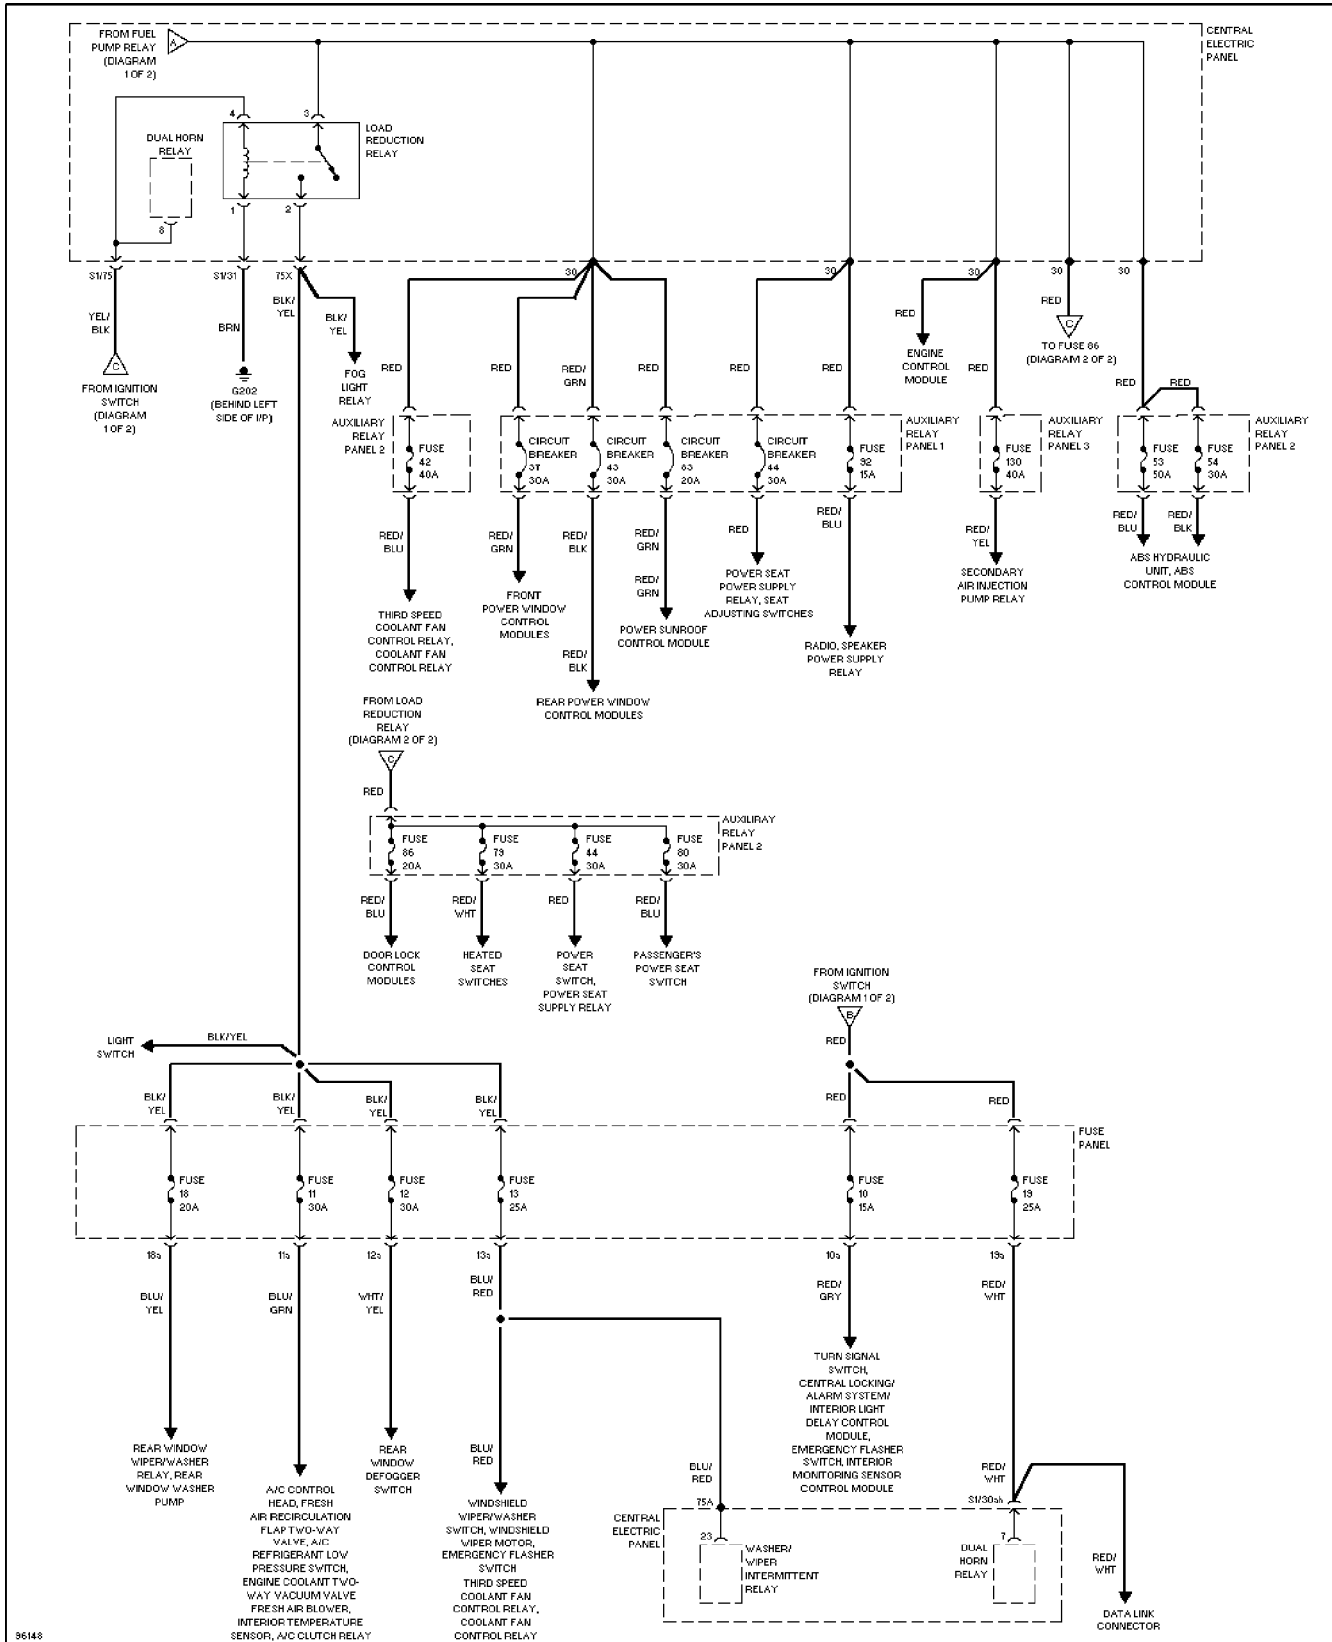 FROM FUEL
PUMP RELAY
(DIAGRAM
1 OF 2)
A
CENTRAL
ELECTRIC
PANEL
4
3
LOAD
REDUCTION
RELAY
DUAL HORN
RELAY
8
1
2
S1/75
S1/31
75X
30
30
30
30
30
YEL/
BLK
BRN
BLK/
YEL
BLK/
YEL
C
FROM IGNITION
SWITCH
(DIAGRAM
1 OF 2)
G202
(BEHIND LEFT
SIDE OF I/P)
FOG
LIGHT
RELAY
RED
RED
RED/
GRN
RED
RED
RED
RED
ENGINE
CONTROL
MODULE
RED
RED
C
TO FUSE 86
(DIAGRAM 2 OF 2)
RED
RED
AUXILIARY
RELAY
PANEL 2
FUSE
42
40A
CIRCUIT
BREAKER
37
30A
CIRCUIT
BREAKER
43
30A
CIRCUIT
BREAKER
83
20A
CIRCUIT
BREAKER
44
30A
FUSE
92
15A
AUXILIARY
RELAY
PANEL 1
FUSE
130
40A
AUXILIARY
RELAY
PANEL 3
FUSE
53
50A
FUSE
54
30A
AUXILIARY
RELAY
PANEL 2
RED/
BLU
RED/
GRN
RED/
BLK
RED/
GRN
RED
RED/
BLU
RED/
YEL
RED/
BLU
RED/
BLK
RED/
GRN
RED/
BLK
THIRD SPEED
COOLANT FAN
CONTROL RELAY,
COOLANT FAN
CONTROL RELAY
FRONT
POWER WINDOW
CONTROL
MODULES
REAR POWER WINDOW
CONTROL MODULES
POWER SUNROOF
CONTROL MODULE
POWER SEAT
POWER SUPPLY
RELAY, SEAT
ADJUSTING SWITCHES
RADIO, SPEAKER
POWER SUPPLY
RELAY
SECONDARY
AIR INJECTION
PUMP RELAY
ABS HYDRAULIC
UNIT, ABS
CONTROL MODULE
FROM LOAD
REDUCTION
RELAY
(DIAGRAM 2 OF 2)
C
RED
AUXILIRAY
RELAY
PANEL 2
FUSE
86
20A
FUSE
79
30A
FUSE
44
30A
FUSE
80
30A
RED/
BLU
RED/
WHT
RED
RED/
BLU
DOOR LOCK
CONTROL
MODULES
HEATED
SEAT
SWITCHES
POWER
SEAT
SWITCH,
POWER SEAT
SUPPLY RELAY
PASSENGER'S
POWER SEAT
SWITCH
FROM IGNITION
SWITCH
(DIAGRAM 1 OF 2)
B
RED
LIGHT
SWITCH
BLK/YEL
BLK/
YEL
BLK/
YEL
BLK/
YEL
BLK/
YEL
RED
RED
FUSE
PANEL
FUSE
18
20A
FUSE
11
30A
FUSE
12
30A
FUSE
13
25A
FUSE
10
15A
FUSE
19
25A
18a
11a
12a
13a
10a
19a
BLU/
YEL
BLU/
GRN
WHT/
YEL
BLU/
RED
RED/
GRY
RED/
WHT
REAR WINDOW
WIPER/WASHER
RELAY, REAR
WINDOW WASHER
PUMP
A/C CONTROL
HEAD, FRESH
AIR RECIRCULATION
FLAP TWO-WAY
VALVE, A/C
REFRIGERANT LOW
PRESSURE SWITCH,
ENGINE COOLANT TWO-
WAY VACUUM VALVE
FRESH AIR BLOWER,
INTERIOR TEMPERATURE
SENSOR, A/C CLUTCH RELAY
REAR
WINDOW
DEFOGGER
SWITCH
BLU/
RED
WINDSHIELD
WIPER/WASHER
SWITCH, WINDSHIELD
WIPER MOTOR,
EMERGENCY FLASHER
SWITCH
THIRD SPEED
COOLANT FAN
CONTROL RELAY,
COOLANT FAN
CONTROL RELAY
TURN SIGNAL
SWITCH,
CENTRAL LOCKING/
ALARM SYSTEM/
INTERIOR LIGHT
DELAY CONTROL
MODULE,
EMERGENCY FLASHER
SWITCH, INTERIOR
MONITORING SENSOR
CONTROL MODULE
BLU/
RED
RED/
WHT
75A
S1/30ah
CENTRAL
ELECTRIC
PANEL
23
WASHER/
WIPER
INTERMITTENT
RELAY
DUAL
HORN
RELAY
7
RED/
WHT
DATA LINK
CONNECTOR
96148